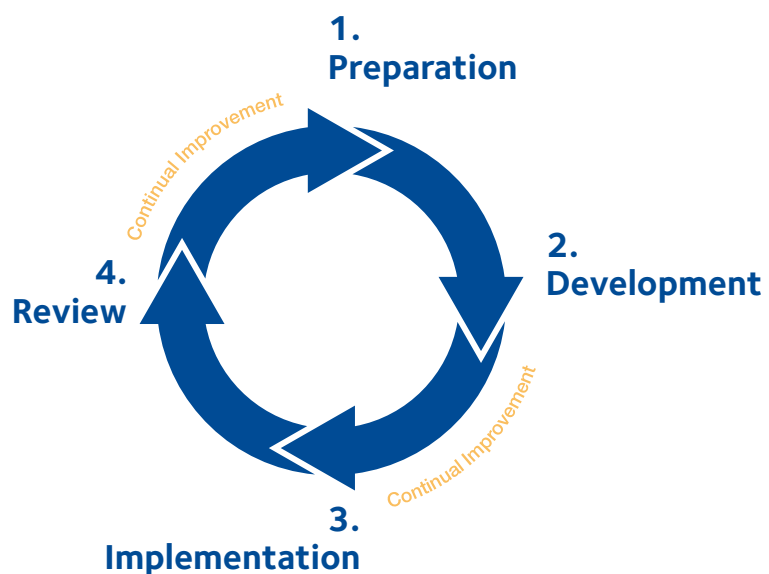 1.
Preparation
Continual Improvement
2.
Development
4.
Review
Continual Improvement
3.
Implementation